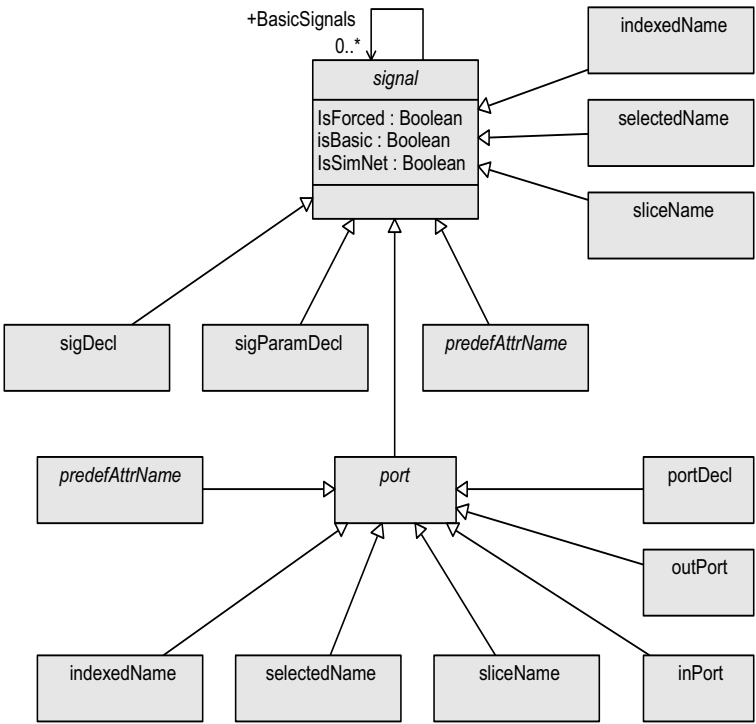 +BasicSignals
0..*
indexedName
signal
IsForced : Boolean
isBasic : Boolean
IsSimNet : Boolean
selectedName
sliceName
sigDecl
sigParamDecl
predefAttrName
predefAttrName
port
portDecl
outPort
indexedName
selectedName
sliceName
inPort